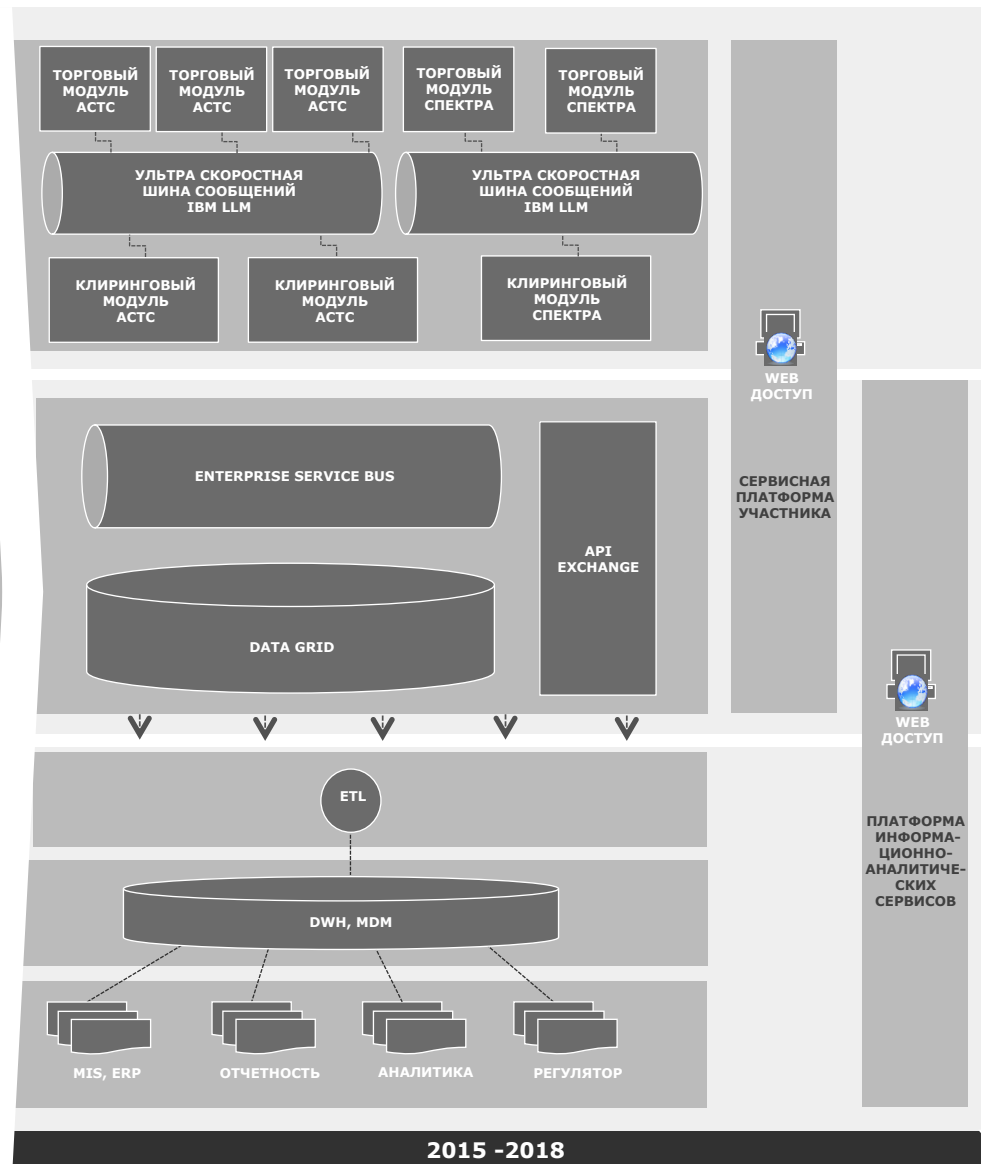 ТОРГОВЫЙ
МОДУЛЬ
АСТС
ТОРГОВЫЙ
МОДУЛЬ
АСТС
ТОРГОВЫЙ
МОДУЛЬ
АСТС
ТОРГОВЫЙ
МОДУЛЬ
СПЕКТРА
ТОРГОВЫЙ
МОДУЛЬ
СПЕКТРА
УЛЬТРА СКОРОСТНАЯ
ШИНА СООБЩЕНИЙ
IBM LLM
УЛЬТРА СКОРОСТНАЯ
ШИНА СООБЩЕНИЙ
IBM LLM
КЛИРИНГОВЫЙ
МОДУЛЬ
АСТС
КЛИРИНГОВЫЙ
МОДУЛЬ
АСТС
КЛИРИНГОВЫЙ
МОДУЛЬ
СПЕКТРА
WEB
ДОСТУП
СЕРВИСНАЯ
ПЛАТФОРМА
УЧАСТНИКА
ENTERPRISE SERVICE BUS
API
EXCHANGE
DATA GRID
WEB
ДОСТУП
ПЛАТФОРМА
ИНФОРМА-
ЦИОННО-
АНАЛИТИЧЕ-
СКИХ
СЕРВИСОВ
ETL
DWH, MDM
MIS, ERP
ОТЧЕТНОСТЬ
АНАЛИТИКА
РЕГУЛЯТОР
2015 -2018